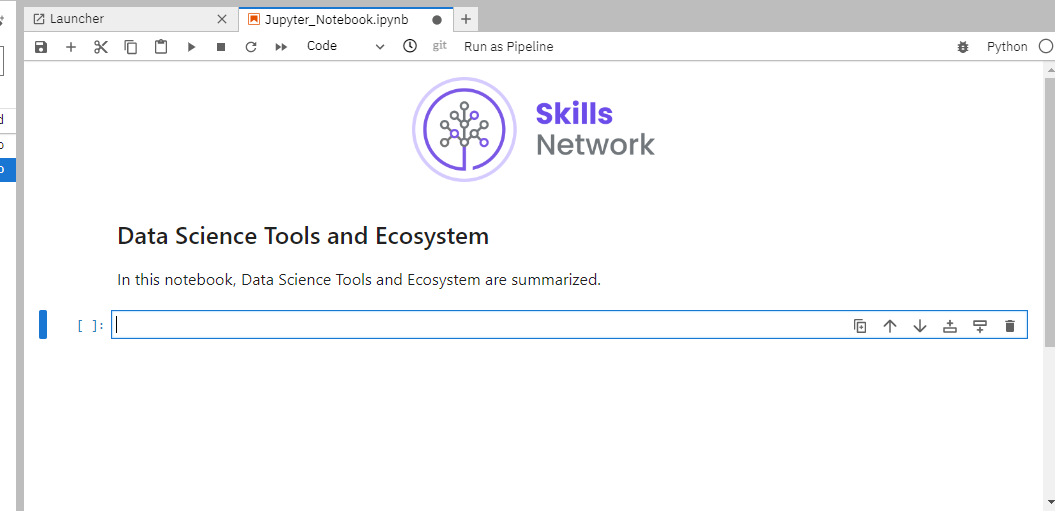 Launcher
Jupyter_Notebook.ipynb
Code
git
Run as Pipeline
Python
Skills
Network
Data Science Tools and Ecosystem
In this notebook, Data Science Tools and Ecosystem are summarized.
[ ]: